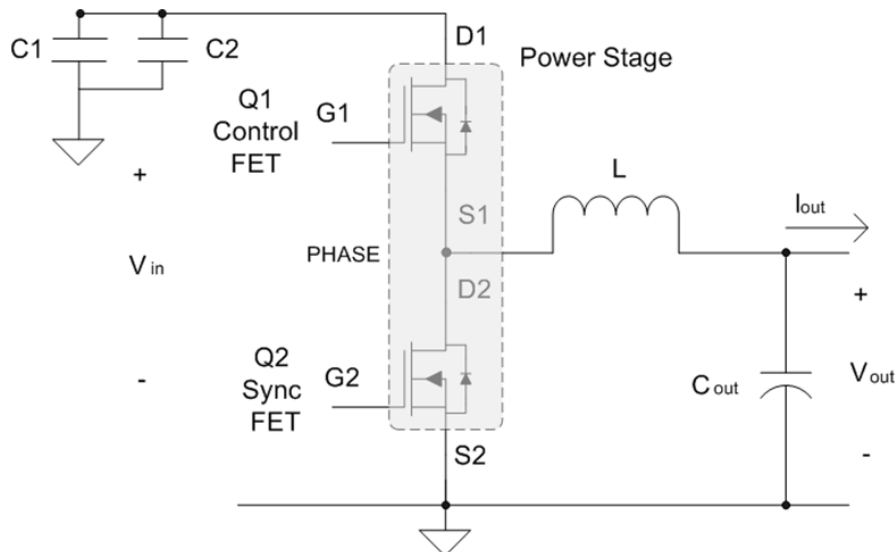 C1
C2
D1
Power Stage
Q1
Control
FET
G1
+
Vin
-
PHASE
S1
D2
L
Iout
Q2
Sync
FET
G2
S2
Cout
+
Vout
-